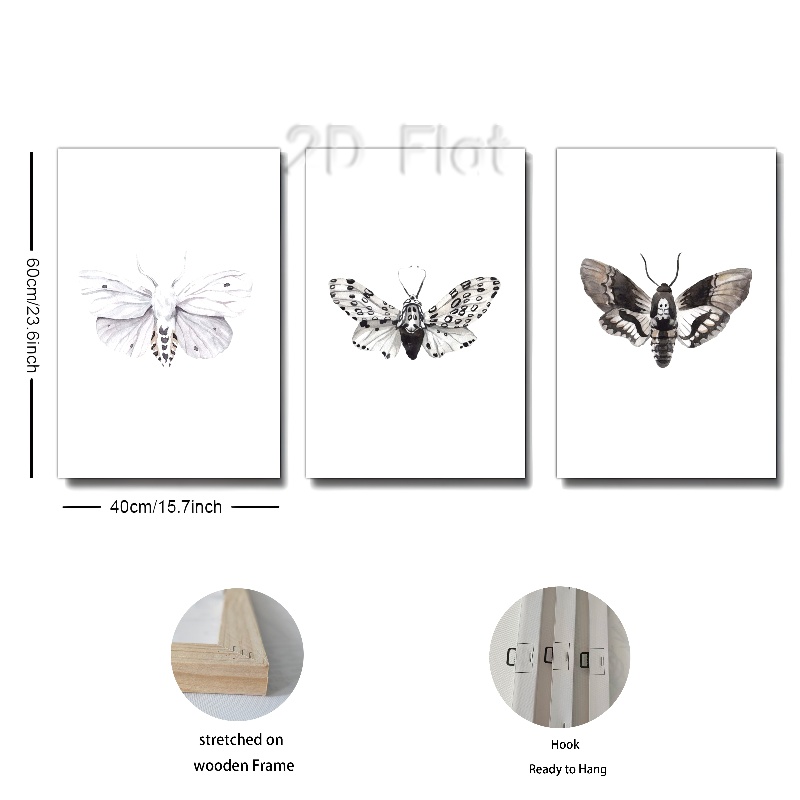 2D Flat
60cm/23.6inch
40cm/15.7inch
stretched on
wooden Frame
Hook
Ready to Hang